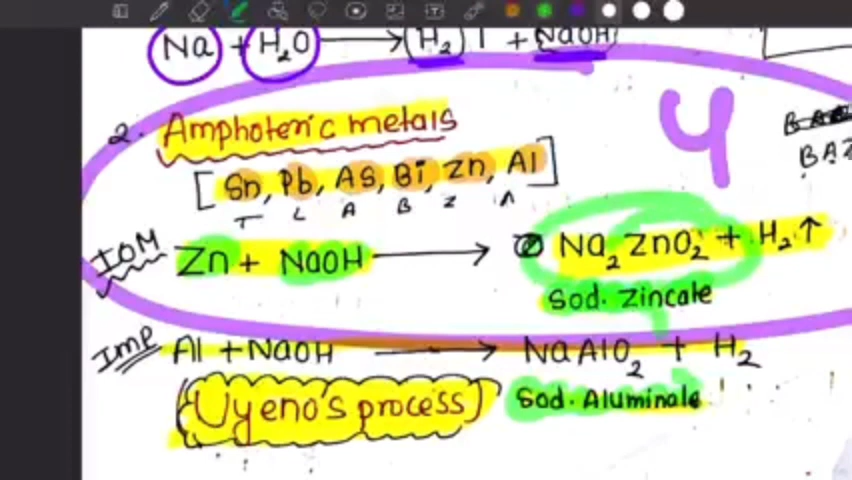 Na + H₂O ⟶ H₂ ↑ + NaOH
2. Amphoteric metals
4
BAZ
[Sn, Pb, AS, Bi, Zn, Al]
T L A B Z A
IOM Zn + NaOH ⟶ Na₂ZnO₂ + H₂↑
Sod. Zincate
Imp Al + NaOH ⟶ NaAlO₂ + H₂
(Uyeno's process) Sod. Aluminate